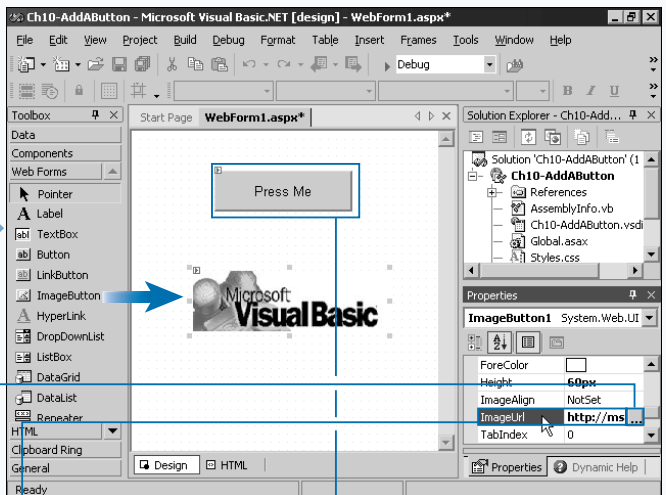 Ch10-AddAButton - Microsoft Visual Basic.NET [design] - WebForm1.aspx*
File Edit View Project Build Debug Format Table Insert Frames Tools Window Help
Debug
B I U
Toolbox
Data
Components
Web Forms
Pointer
A Label
abl TextBox
ab Button
ab LinkButton
ImageButton
A HyperLink
DropDownList
ListBox
DataGrid
DataList
Repeater
HTML
Clipboard Ring
General
Start Page WebForm1.aspx*
Press Me
Microsoft
Visual Basic
Design HTML
Solution Explorer - Ch10-Add...
Solution 'Ch10-AddAButton' (1
Ch10-AddAButton
References
AssemblyInfo.vb
Ch10-AddAButton.vsdi
Global.asax
Styles.css
Properties
ImageButton1 System.Web.UI
ForeColor
Height 60px
ImageAlign NotSet
ImageUrl http://ms ...
TabIndex 0
Properties Dynamic Help
Ready